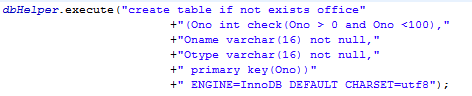 dbHelper.execute("create table if not exists office"
+"(Ono int check(Ono > 0 and Ono <100),"
+"Oname varchar(16) not null,"
+"Otype varchar(16) not null,"
+" primary key(Ono))"
+" ENGINE=InnoDB DEFAULT CHARSET=utf8");